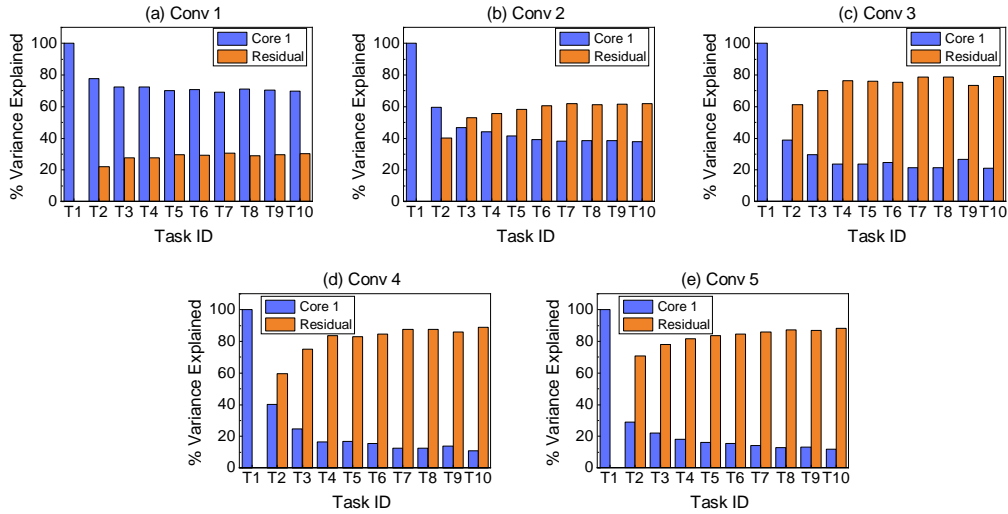 (a) Conv 1
% Variance Explained
100
80
60
40
20
0
Core 1
Residual
T1 T2 T3 T4 T5 T6 T7 T8 T9 T10
Task ID
(b) Conv 2
% Variance Explained
100
80
60
40
20
0
Core 1
Residual
T1 T2 T3 T4 T5 T6 T7 T8 T9 T10
Task ID
(c) Conv 3
% Variance Explained
100
80
60
40
20
0
Core 1
Residual
T1 T2 T3 T4 T5 T6 T7 T8 T9 T10
Task ID
(d) Conv 4
% Variance Explained
100
80
60
40
20
0
Core 1
Residual
T1 T2 T3 T4 T5 T6 T7 T8 T9 T10
Task ID
(e) Conv 5
% Variance Explained
100
80
60
40
20
0
Core 1
Residual
T1 T2 T3 T4 T5 T6 T7 T8 T9 T10
Task ID